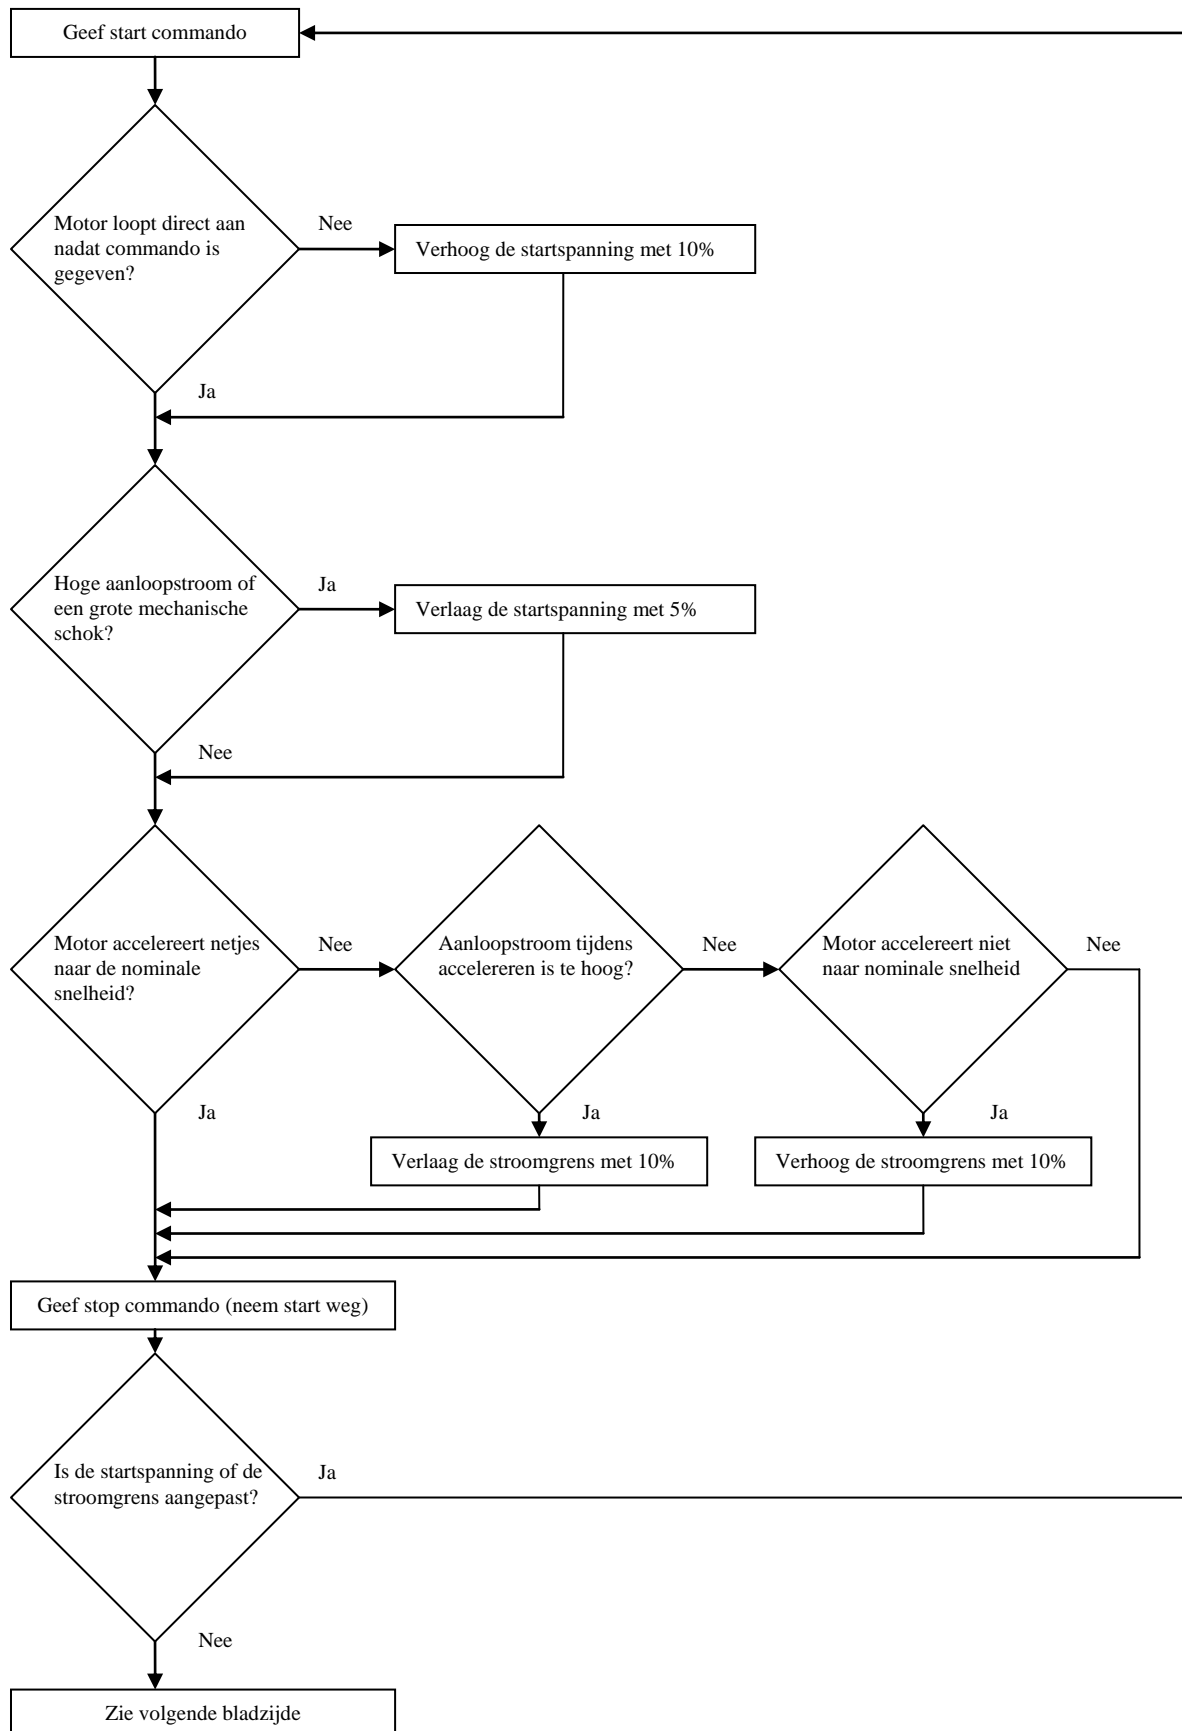 Geef start commando
Motor loopt direct aan
nadat commando is
gegeven?
Nee
Verhoog de startspanning met 10%
Ja
Hoge aanloopstroom of
een grote mechanische
schok?
Ja
Verlaag de startspanning met 5%
Nee
Motor accelereert netjes
naar de nominale
snelheid?
Nee
Aanloopstroom tijdens
accelereren is te hoog?
Nee
Motor accelereert niet
naar nominale snelheid
Nee
Ja
Ja
Ja
Verlaag de stroomgrens met 10%
Verhoog de stroomgrens met 10%
Geef stop commando (neem start weg)
Is de startspanning of de
stroomgrens aangepast?
Ja
Nee
Zie volgende bladzijde